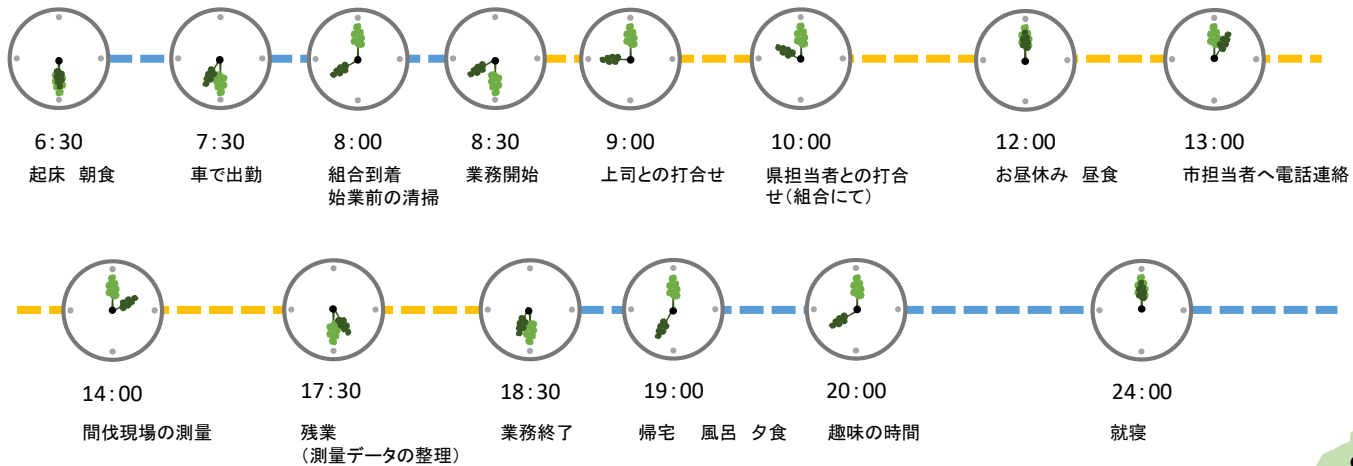 6:30
起床 朝食
7:30
車で出勤
8:00
組合到着
始業前の清掃
8:30
業務開始
9:00
上司との打合せ
10:00
県担当者との打合
せ(組合にて)
12:00
お昼休み 昼食
13:00
市担当者へ電話連絡
14:00
間伐現場の測量
17:30
残業
(測量データの整理)
18:30
業務終了
19:00
帰宅 風呂 夕食
20:00
趣味の時間
24:00
就寝